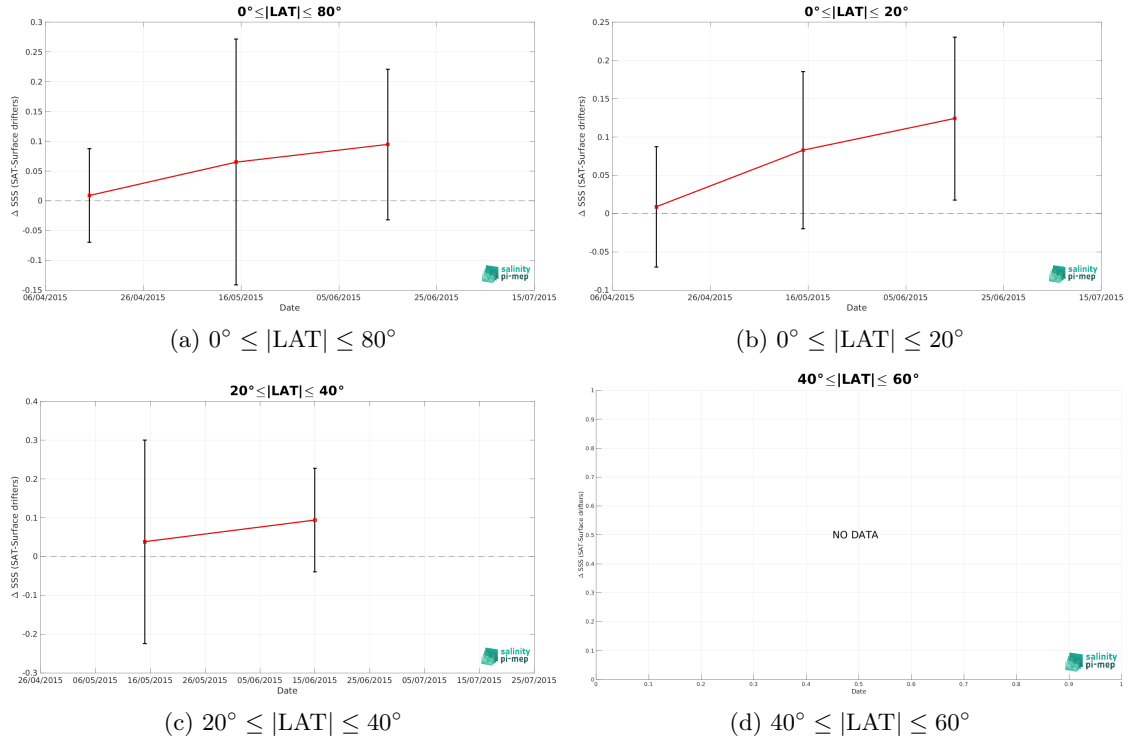 0°≤|LAT|≤ 80°
Δ SSS (SAT-Surface drifters)
0.3
0.25
0.2
0.15
0.1
0.05
0
-0.05
-0.1
-0.15
06/04/2015 26/04/2015 16/05/2015 05/06/2015 25/06/2015 15/07/2015
Date
salinity
pi-mep
(a) 0° ≤ |LAT| ≤ 80°
0°≤|LAT|≤ 20°
Δ SSS (SAT-Surface drifters)
0.25
0.2
0.15
0.1
0.05
0
-0.05
-0.1
06/04/2015 26/04/2015 16/05/2015 05/06/2015 25/06/2015 15/07/2015
Date
salinity
pi-mep
(b) 0° ≤ |LAT| ≤ 20°
20°≤|LAT|≤ 40°
Δ SSS (SAT-Surface drifters)
0.4
0.3
0.2
0.1
0
-0.1
-0.2
-0.3
26/04/2015 06/05/2015 16/05/2015 26/05/2015 05/06/2015 15/06/2015 25/06/2015 05/07/2015 15/07/2015 25/07/2015
Date
salinity
pi-mep
(c) 20° ≤ |LAT| ≤ 40°
40°≤|LAT|≤ 60°
Δ SSS (SAT-Surface drifters)
1
0.9
0.8
0.7
0.6
0.5
0.4
0.3
0.2
0.1
0
NO DATA
0 0.1 0.2 0.3 0.4 0.5 0.6 0.7 0.8 0.9 1
Date
salinity
pi-mep
(d) 40° ≤ |LAT| ≤ 60°